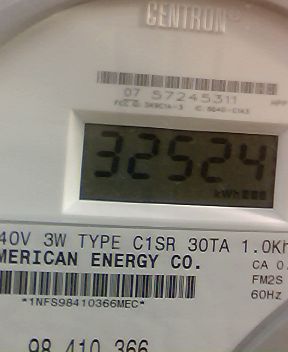 CENTRON®
07 57245311
32524
kWh
40V 3W TYPE C1SR 30TA 1.0Kh
MERICAN ENERGY CO.
CA 0.
FM2S
*1NFS98410366MEC*
60Hz
98 410 366